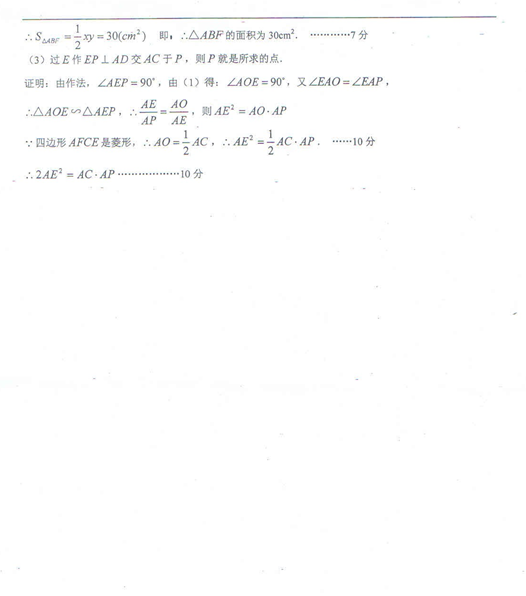 ∴ S△ABF = 1/2 xy = 30(cm²) 即，∴△ABF 的面积为 30cm². …………7 分
（3）过 E 作 EP⊥AD 交 AC 于 P，则 P 就是所求的点.
证明：由作法，∠AEP = 90°，由（1）得：∠AOE = 90°，又∠EAO = ∠EAP，
∴△AOE∽△AEP，∴ AE/AP = AO/AE，则 AE² = AO·AP
∵四边形 AFCE 是菱形，∴ AO = 1/2 AC，∴ AE² = 1/2 AC·AP. ……10 分
∴ 2AE² = AC·AP ………………10 分